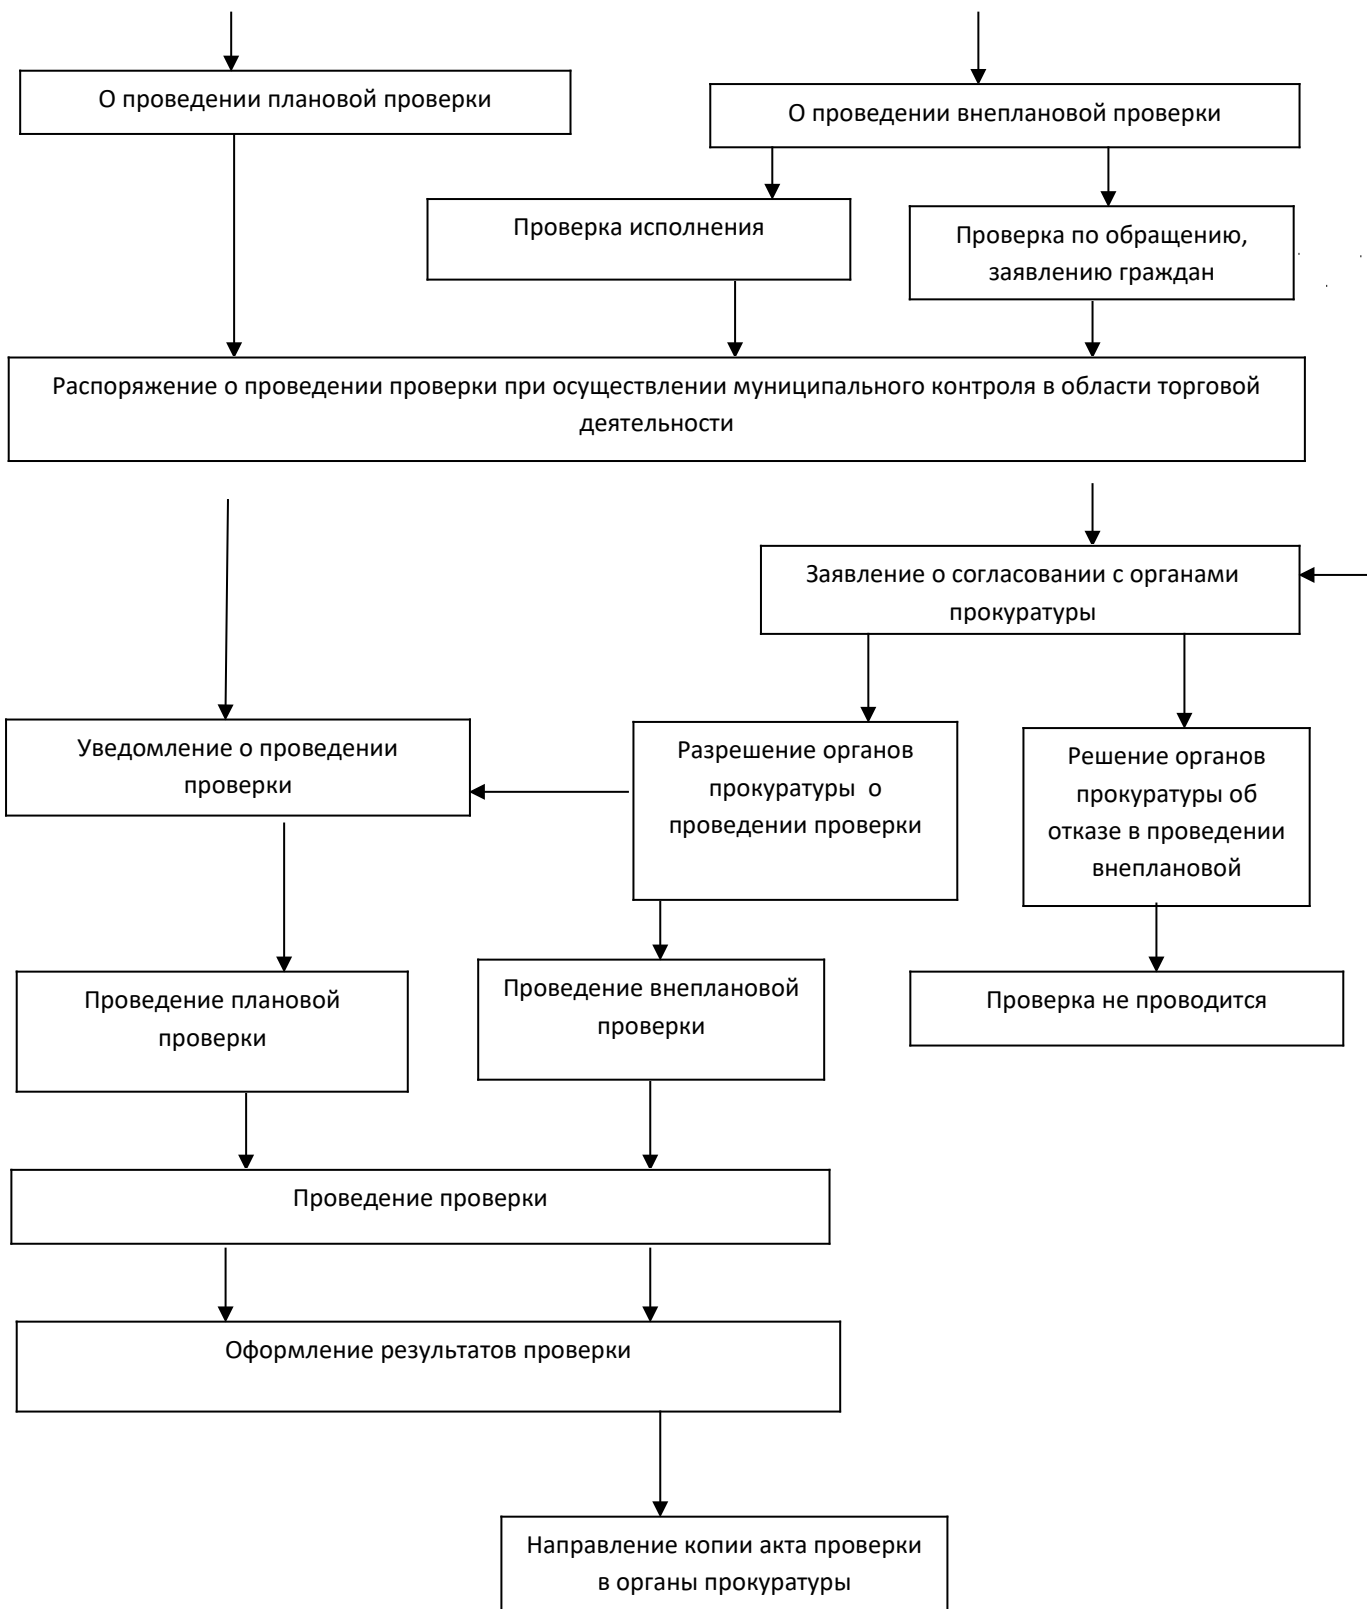 О проведении плановой проверки
О проведении внеплановой проверки
Проверка исполнения
Проверка по обращению,
заявлению граждан
Распоряжение о проведении проверки при осуществлении муниципального контроля в области торговой
деятельности
Заявление о согласовании с органами
прокуратуры
Уведомление о проведении
проверки
Разрешение органов
прокуратуры о
проведении проверки
Решение органов
прокуратуры об
отказе в проведении
внеплановой
Проведение плановой
проверки
Проведение внеплановой
проверки
Проверка не проводится
Проведение проверки
Оформление результатов проверки
Направление копии акта проверки
в органы прокуратуры